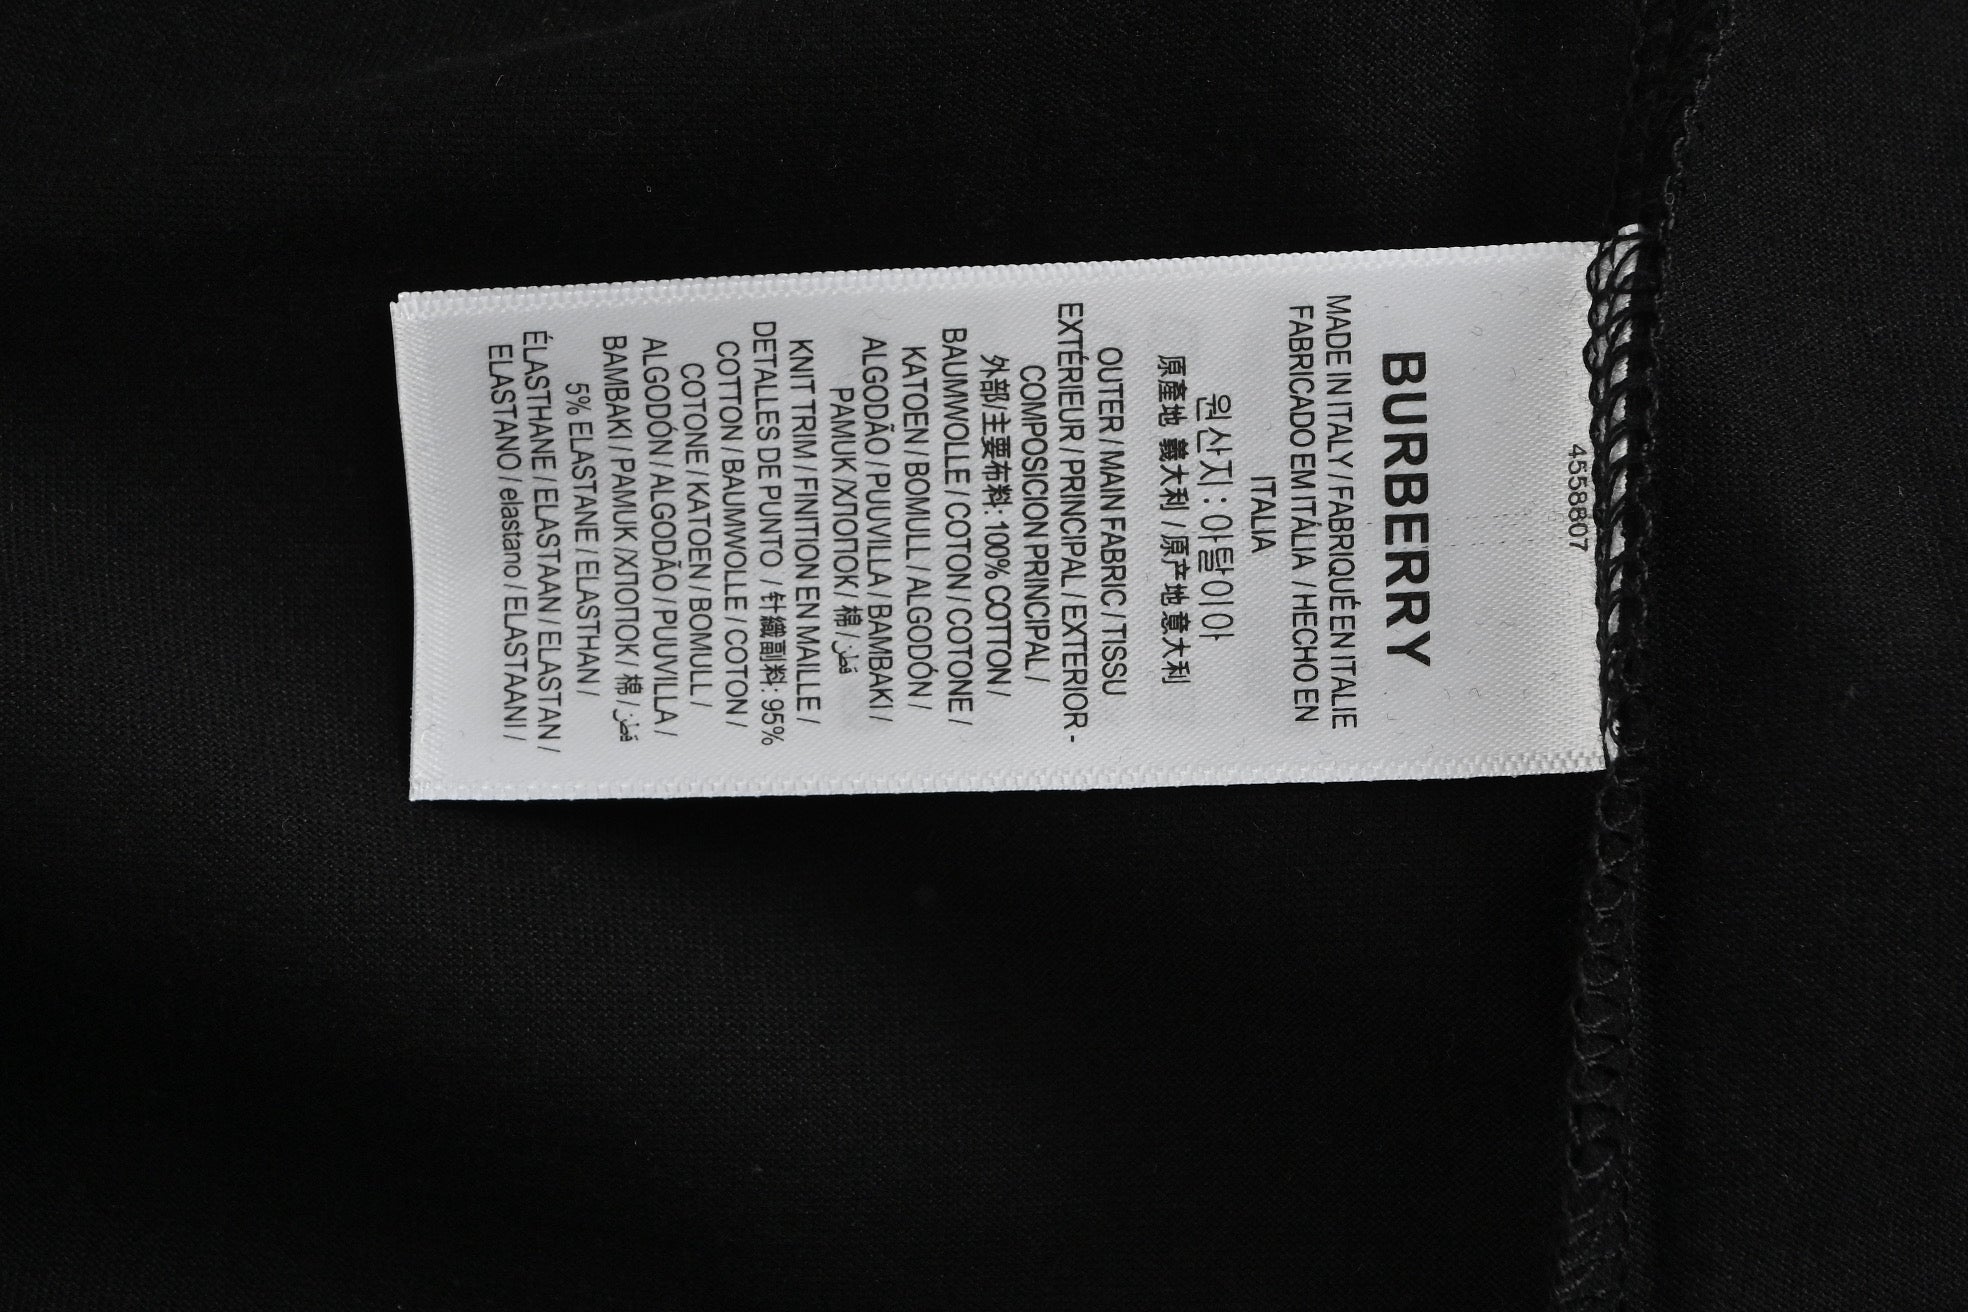 4558807
BURBERRY
MADE IN ITALY / FABRIQUÉ EN ITALIE
FABRICADO EM ITÁLIA / HECHO EN
ITALIA
원산지 : 아탈이아
原產地 義大利 / 原产地 意大利
OUTER / MAIN FABRIC / TISSU
EXTÉRIEUR / PRINCIPAL / EXTERIOR -
COMPOSICION PRINCIPAL /
外部/主要布料: 100% COTTON /
BAUMWOLLE / COTON / COTONE /
KATOEN / BOMULL / ALGODÓN /
ALGODÃO / PUUVILLA / BAMBAKI /
PAMUK /ХЛОПОК / 棉 / قطن
KNIT TRIM / FINITION EN MAILLE /
DETALLES DE PUNTO / 针織副料: 95%
COTTON / BAUMWOLLE / COTON /
COTONE / KATOEN / BOMULL /
ALGODÓN / ALGODÃO / PUUVILLA /
BAMBAKI / PAMUK /ХЛОПОК / 棉 / قطن
5% ELASTANE / ELASTHAN /
ÉLASTHANE / ELASTAAN / ELASTAN /
ELASTANO / elastano / ELASTAANI /